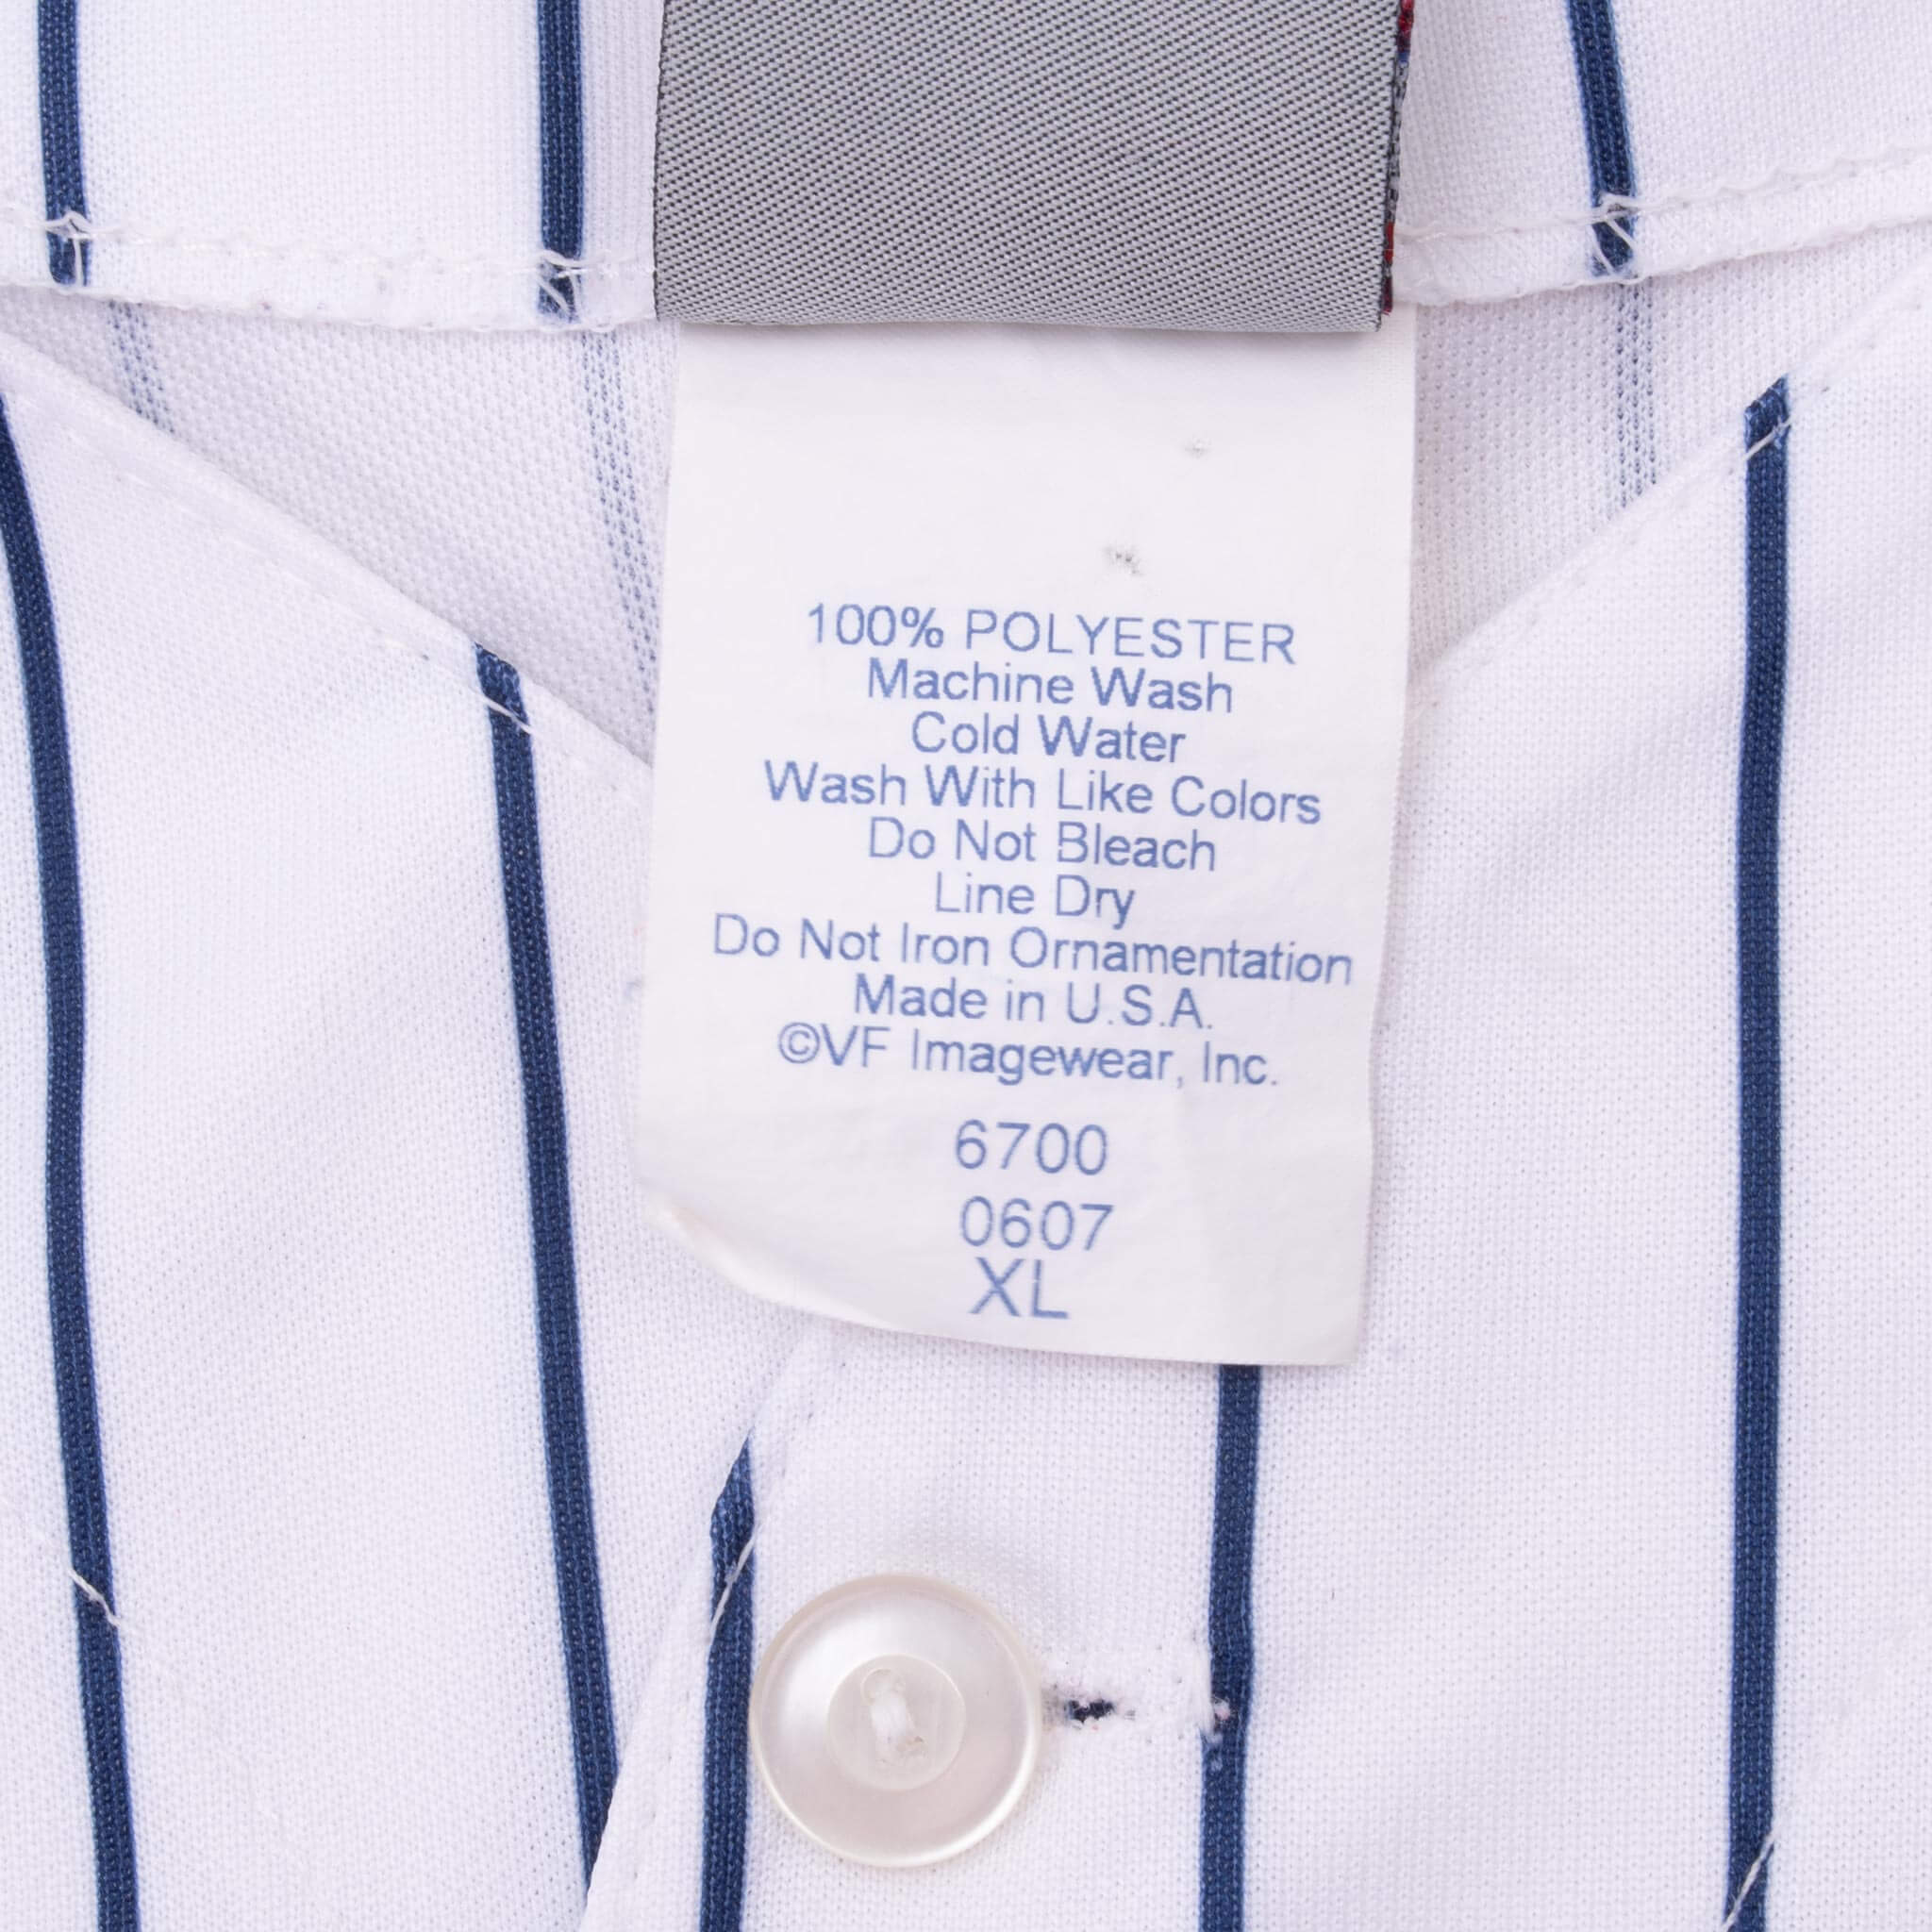 100% POLYESTER
Machine Wash
Cold Water
Wash With Like Colors
Do Not Bleach
Line Dry
Do Not Iron Ornamentation
Made in U.S.A.
©VF Imagewear, Inc.
6700
0607
XL